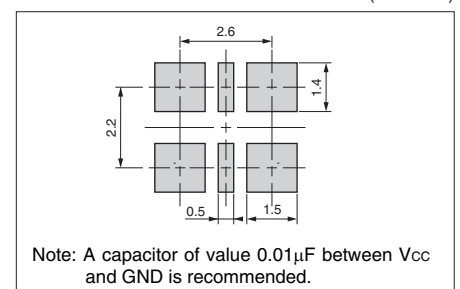 2.6
1.4
2.2
0.5
1.5
Note: A capacitor of value 0.01μF between Vcc
and GND is recommended.